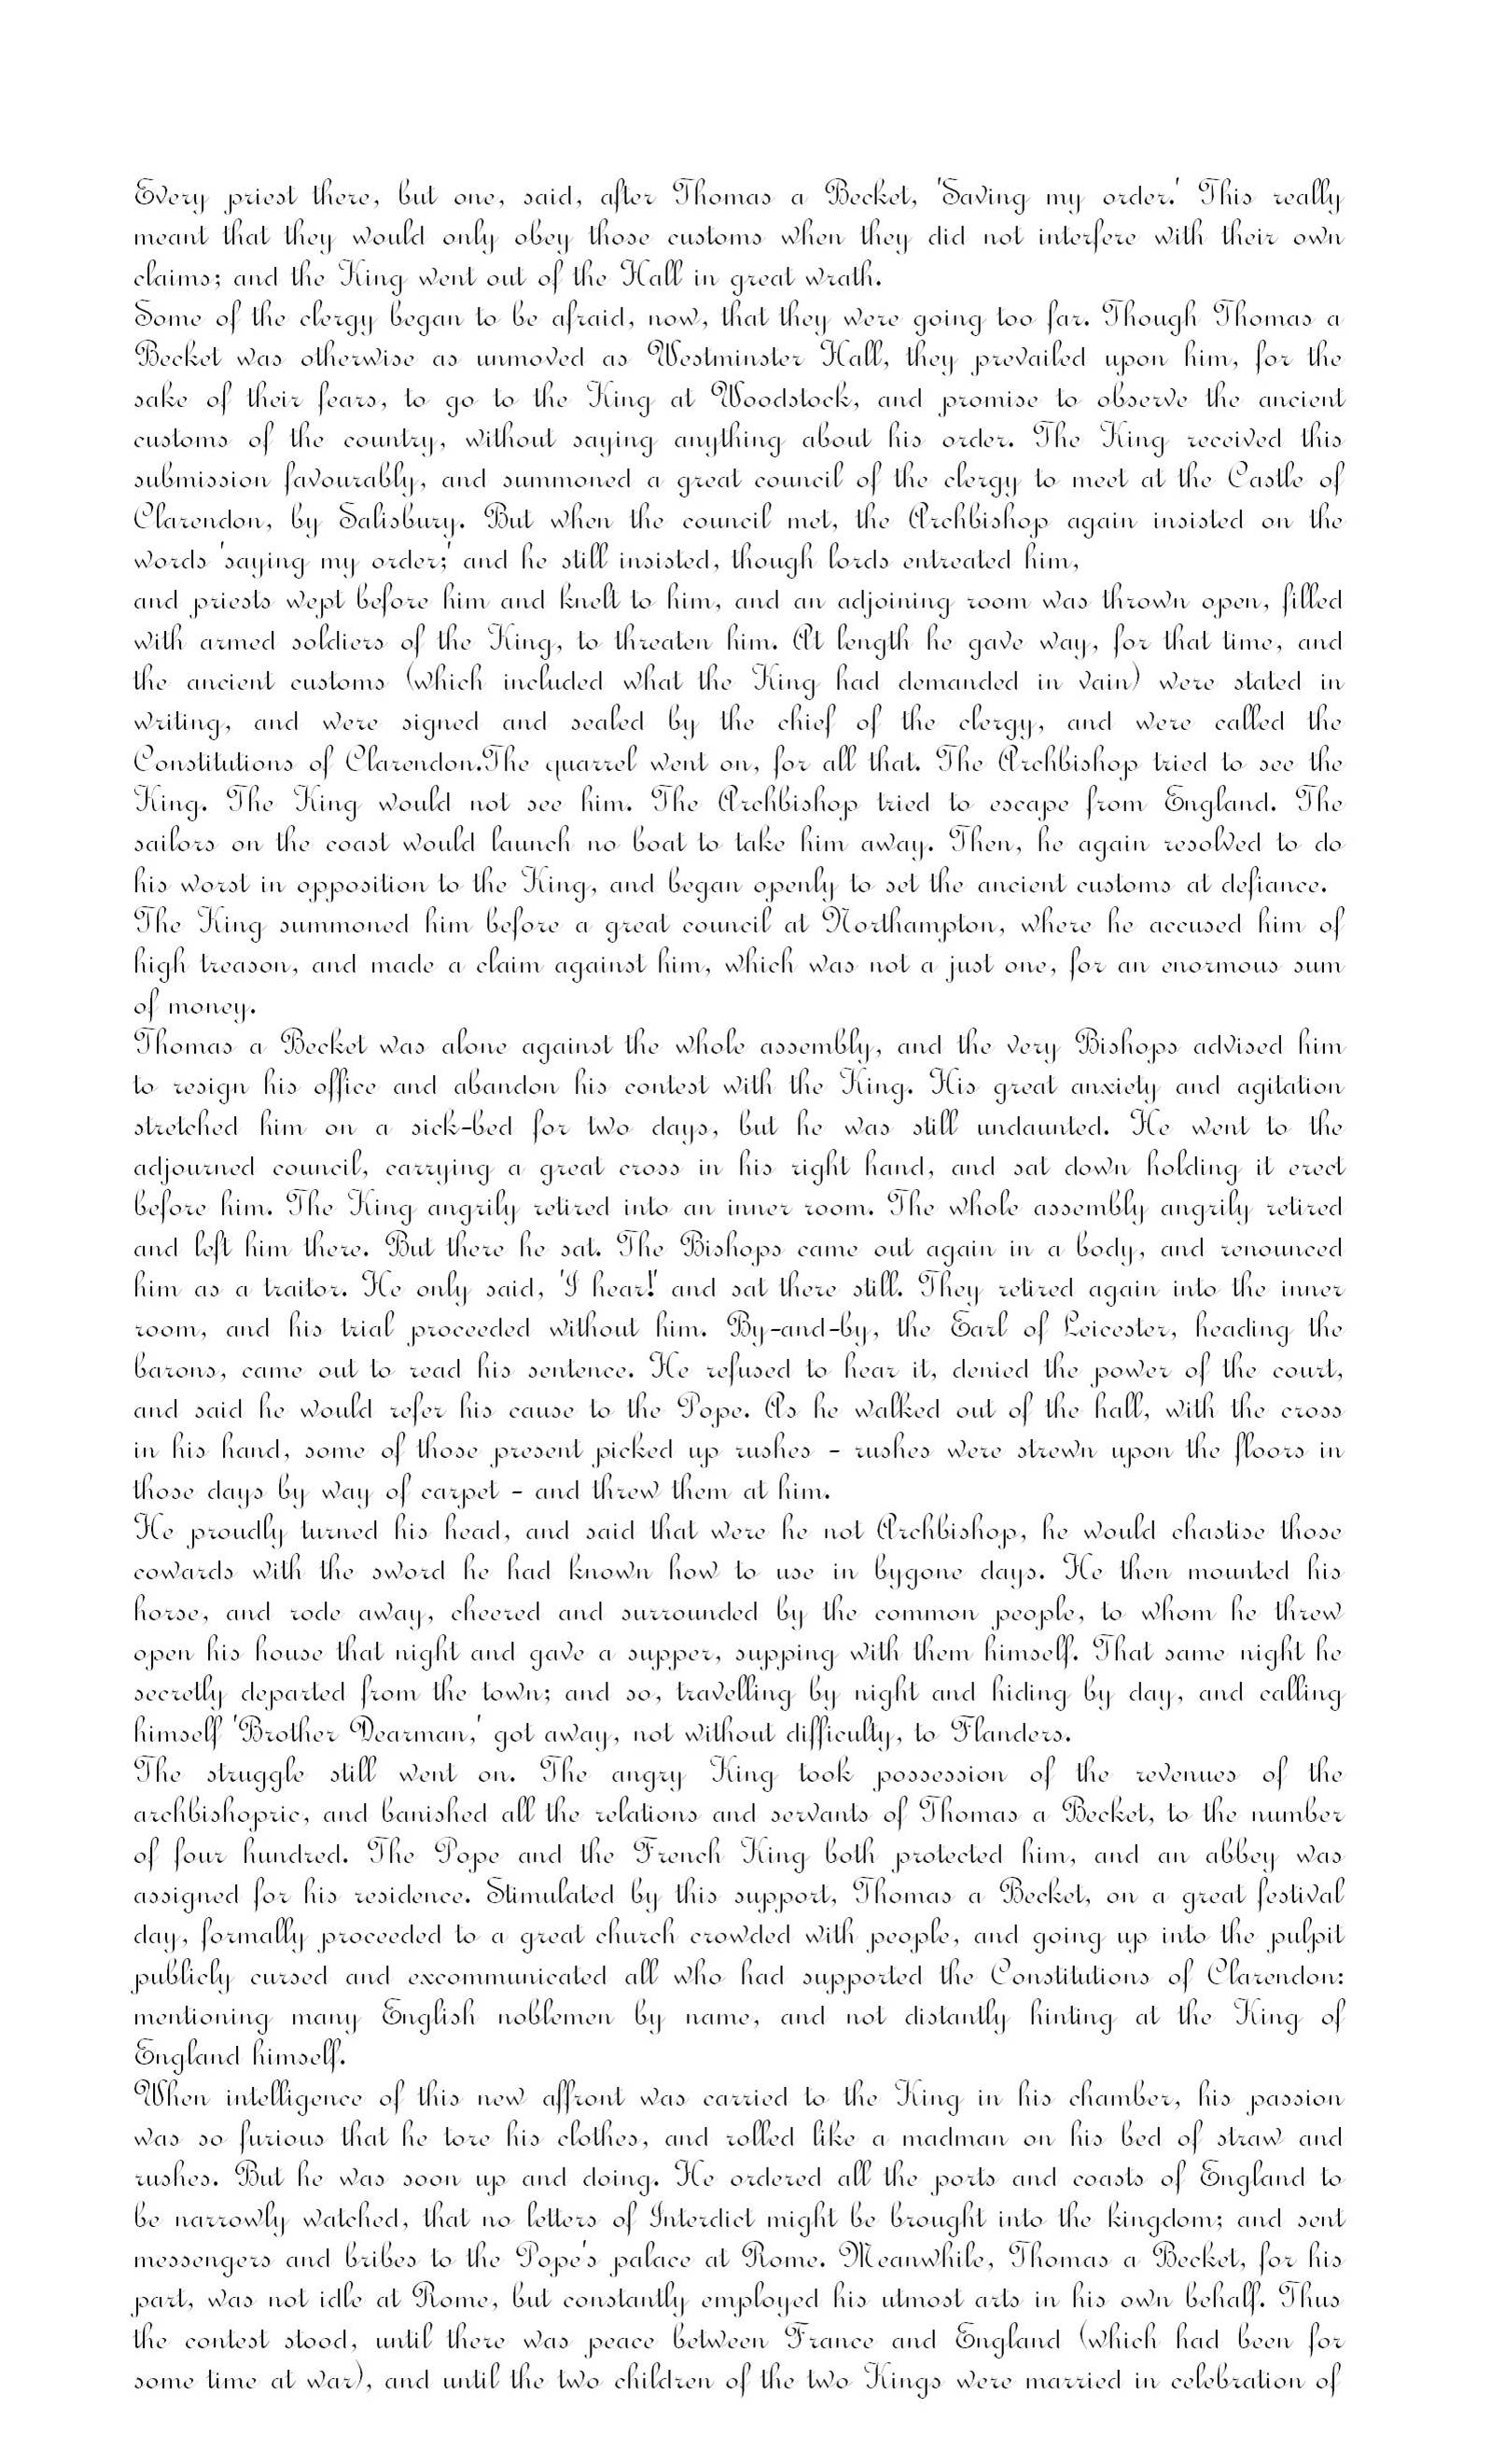 Every priest there, but one, said, after Thomas a Becket, 'Saving my order.' This really
meant that they would only obey those customs when they did not interfere with their own
claims; and the King went out of the Hall in great wrath.
Some of the clergy began to be afraid, now, that they were going too far. Though Thomas a
Becket was otherwise as unmoved as Westminster Hall, they prevailed upon him, for the
sake of their fears, to go to the King at Woodstock, and promise to observe the ancient
customs of the country, without saying anything about his order. The King received this
submission favourably, and summoned a great council of the clergy to meet at the Castle of
Clarendon, by Salisbury. But when the council met, the Archbishop again insisted on the
words 'saying my order;' and he still insisted, though lords entreated him,
and priests wept before him and knelt to him, and an adjoining room was thrown open, filled
with armed soldiers of the King, to threaten him. At length he gave way, for that time, and
the ancient customs (which included what the King had demanded in vain) were stated in
writing, and were signed and sealed by the chief of the clergy, and were called the
Constitutions of Clarendon.The quarrel went on, for all that. The Archbishop tried to see the
King. The King would not see him. The Archbishop tried to escape from England. The
sailors on the coast would launch no boat to take him away. Then, he again resolved to do
his worst in opposition to the King, and began openly to set the ancient customs at defiance.
The King summoned him before a great council at Northampton, where he accused him of
high treason, and made a claim against him, which was not a just one, for an enormous sum
of money.
Thomas a Becket was alone against the whole assembly, and the very Bishops advised him
to resign his office and abandon his contest with the King. His great anxiety and agitation
stretched him on a sick-bed for two days, but he was still undaunted. He went to the
adjourned council, carrying a great cross in his right hand, and sat down holding it erect
before him. The King angrily retired into an inner room. The whole assembly angrily retired
and left him there. But there he sat. The Bishops came out again in a body, and renounced
him as a traitor. He only said, 'I hear!' and sat there still. They retired again into the inner
room, and his trial proceeded without him. By-and-by, the Earl of Leicester, heading the
barons, came out to read his sentence. He refused to hear it, denied the power of the court,
and said he would refer his cause to the Pope. As he walked out of the hall, with the cross
in his hand, some of those present picked up rushes - rushes were strewn upon the floors in
those days by way of carpet - and threw them at him.
He proudly turned his head, and said that were he not Archbishop, he would chastise those
cowards with the sword he had known how to use in bygone days. He then mounted his
horse, and rode away, cheered and surrounded by the common people, to whom he threw
open his house that night and gave a supper, supping with them himself. That same night he
secretly departed from the town; and so, travelling by night and hiding by day, and calling
himself 'Brother Dearman,' got away, not without difficulty, to Flanders.
The struggle still went on. The angry King took possession of the revenues of the
archbishopric, and banished all the relations and servants of Thomas a Becket, to the number
of four hundred. The Pope and the French King both protected him, and an abbey was
assigned for his residence. Stimulated by this support, Thomas a Becket, on a great festival
day, formally proceeded to a great church crowded with people, and going up into the pulpit
publicly cursed and excommunicated all who had supported the Constitutions of Clarendon:
mentioning many English noblemen by name, and not distantly hinting at the King of
England himself.
When intelligence of this new affront was carried to the King in his chamber, his passion
was so furious that he tore his clothes, and rolled like a madman on his bed of straw and
rushes. But he was soon up and doing. He ordered all the ports and coasts of England to
be narrowly watched, that no letters of Interdict might be brought into the kingdom; and sent
messengers and bribes to the Pope's palace at Rome. Meanwhile, Thomas a Becket, for his
part, was not idle at Rome, but constantly employed his utmost arts in his own behalf. Thus
the contest stood, until there was peace between France and England (which had been for
some time at war), and until the two children of the two Kings were married in celebration of